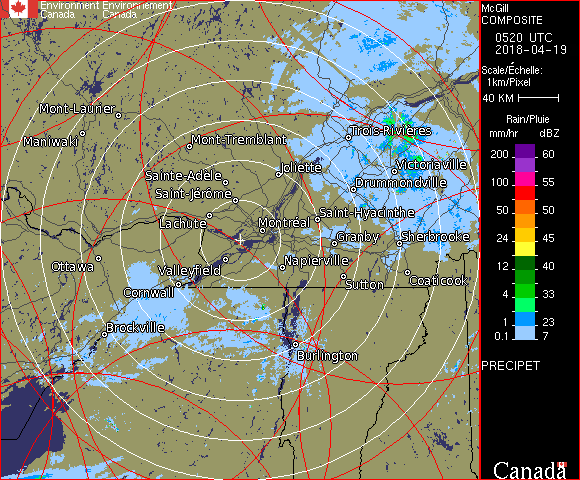 Environment Environnement
Canada Canada
McGill
COMPOSITE
0520 UTC
2018-04-19
Scale/Échelle:
1km/Pixel
40 KM
Rain/Pluie
mm/hr dBZ
200 60
150 57
100 55
50 50
24 45
12 40
4 33
1 23
0.1 7
PRECIPET
Mont-Laurier
Maniwaki
Mont-Tremblant
Trois-Rivières
Joliette
Victoriaville
Sainte-Adèle
Drummondville
Saint-Jérôme
Saint-Hyacinthe
Lachute
Montréal
Granby
Sherbrooke
Ottawa
Valleyfield
Napierville
Sutton
Coaticook
Cornwall
Brockville
Burlington
Canada